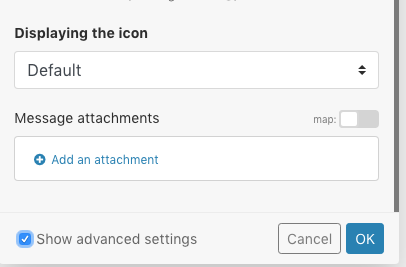 Displaying the icon
Default
Message attachments map:
Add an attachment
Show advanced settings Cancel OK